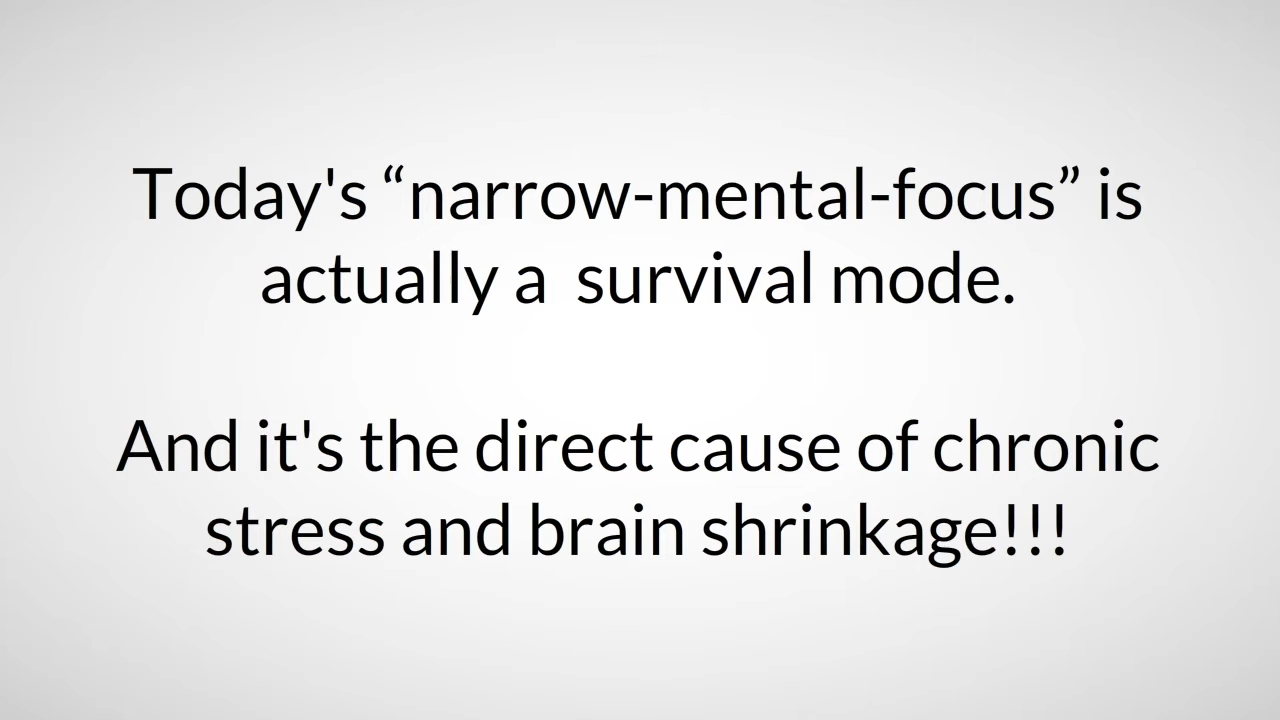 Today's “narrow-mental-focus” is
actually a  survival mode.
And it's the direct cause of chronic
stress and brain shrinkage!!!